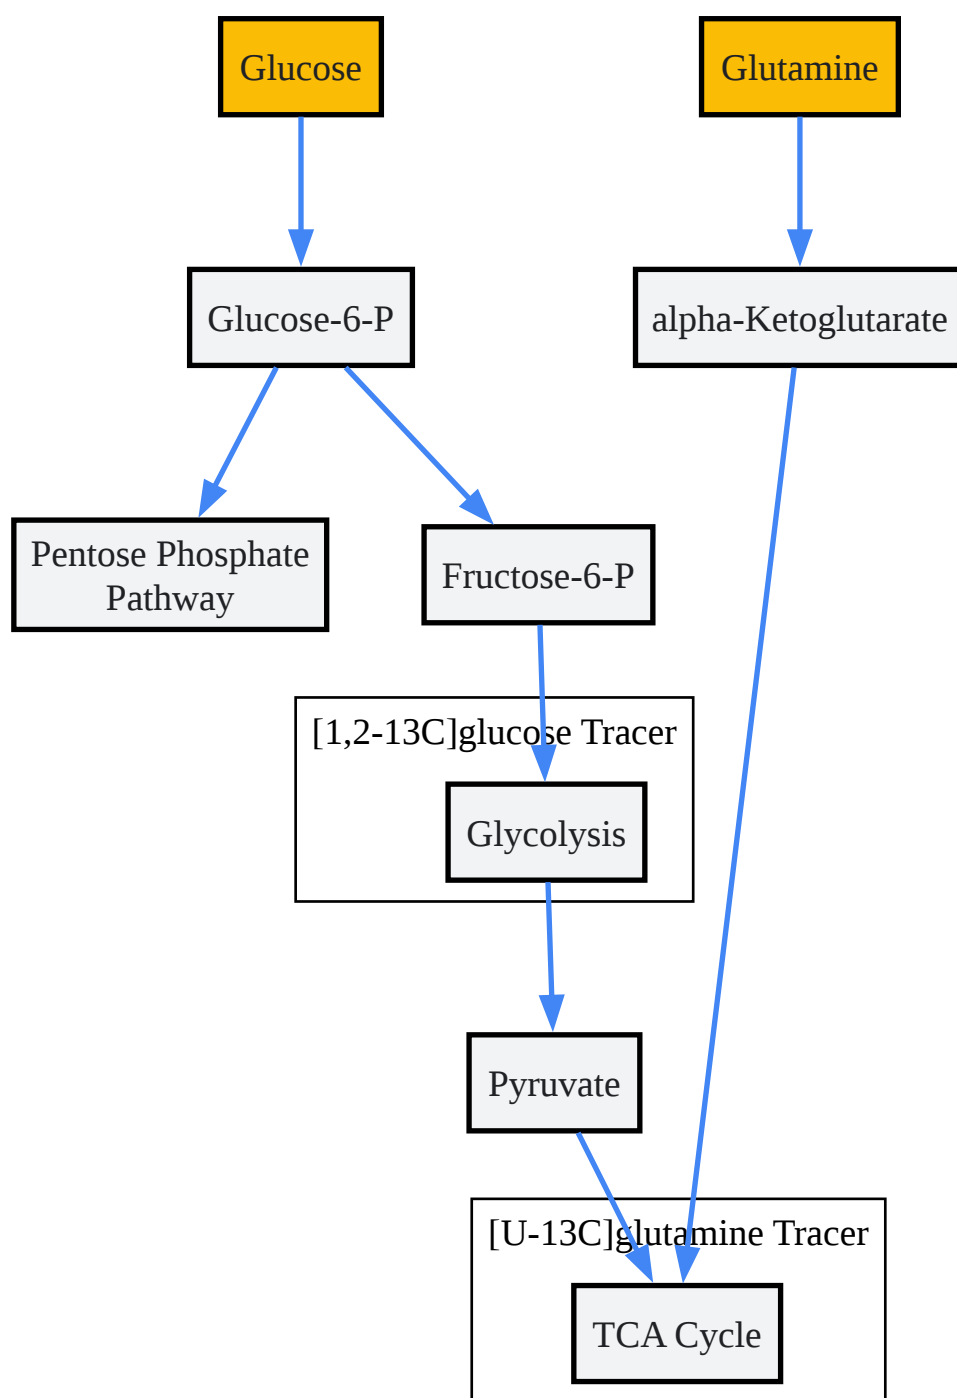 Glucose
Glutamine
Glucose-6-P
alpha-Ketoglutarate
Pentose Phosphate
Pathway
Fructose-6-P
[1,2-13C]glucose Tracer
Glycolysis
Pyruvate
[U-13C]glutamine Tracer
TCA Cycle